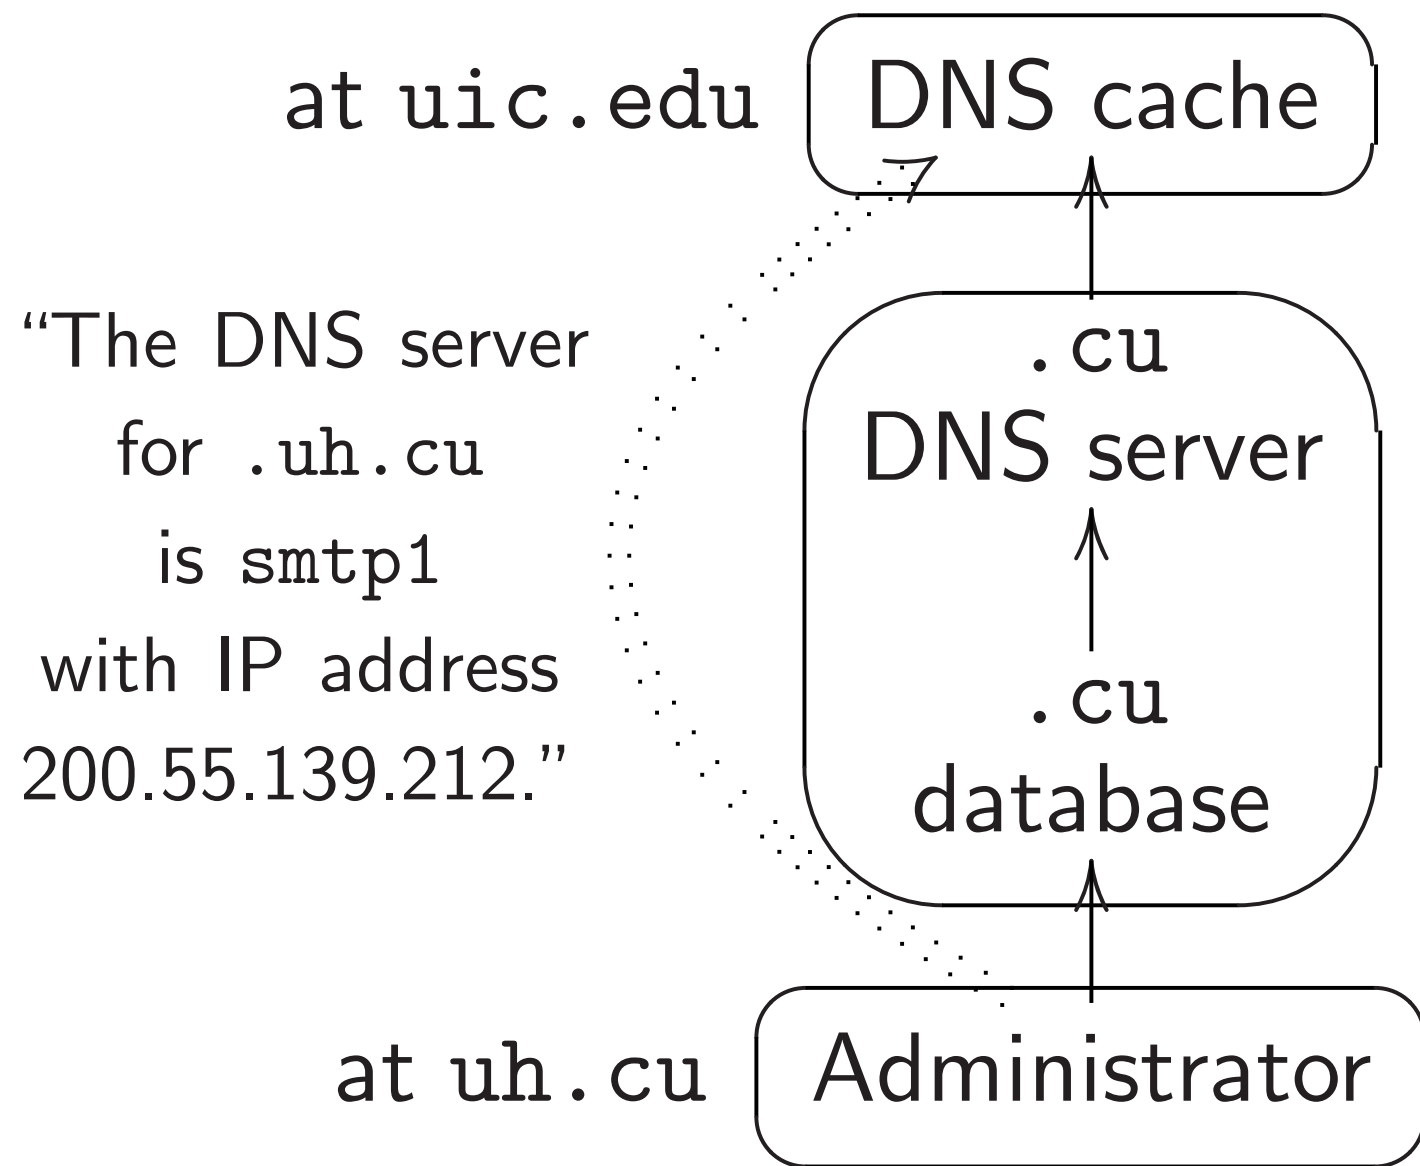 at uic.edu DNS cache
“The DNS server
for .uh.cu
is smtp1
with IP address
200.55.139.212.”
.cu
DNS server
.cu
database
at uh.cu Administrator